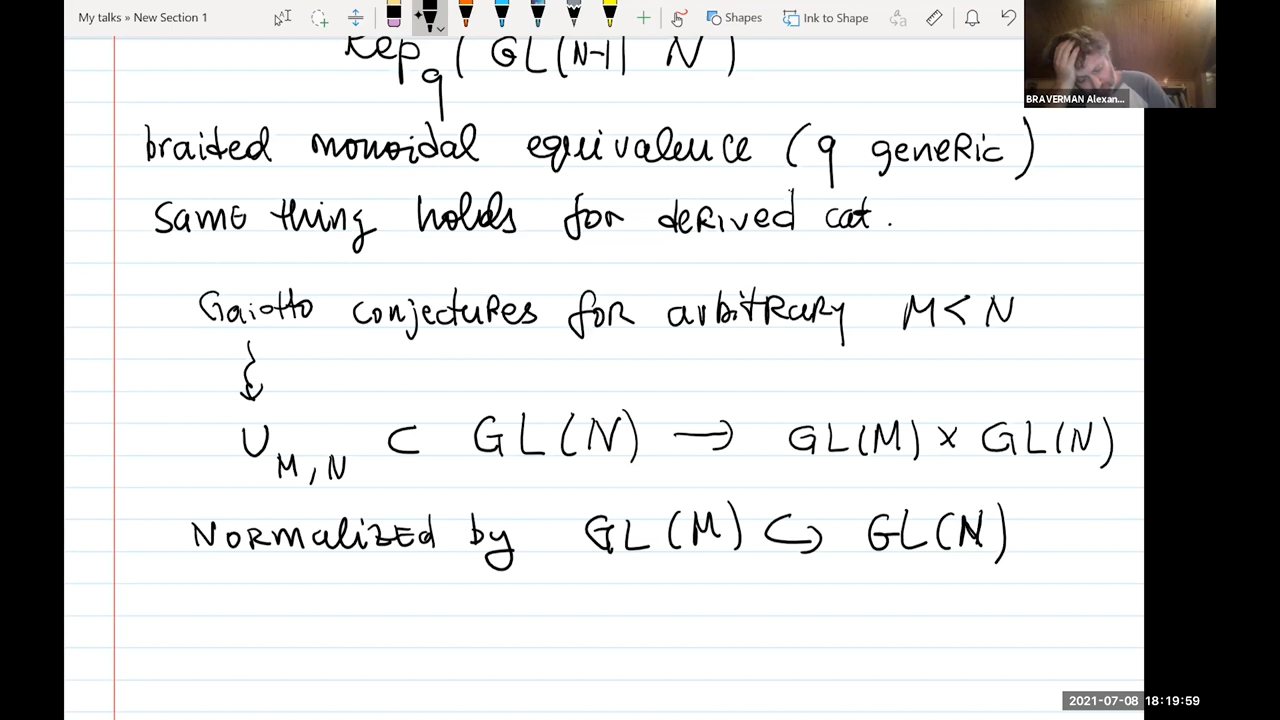 My talks » New Section 1
Shapes
Ink to Shape
BRAVERMAN Alexan...
Rep q ( GL(N-1 | N )
braided monoidal equivalence (q generic)
same thing holds for derived cat.
Gaiotto conjectures for arbitrary M < N
↓
U M,N ⊂ GL(N) → GL(M) × GL(N)
Normalized by GL(M) ↪ GL(N)
2021-07-08 18:19:59